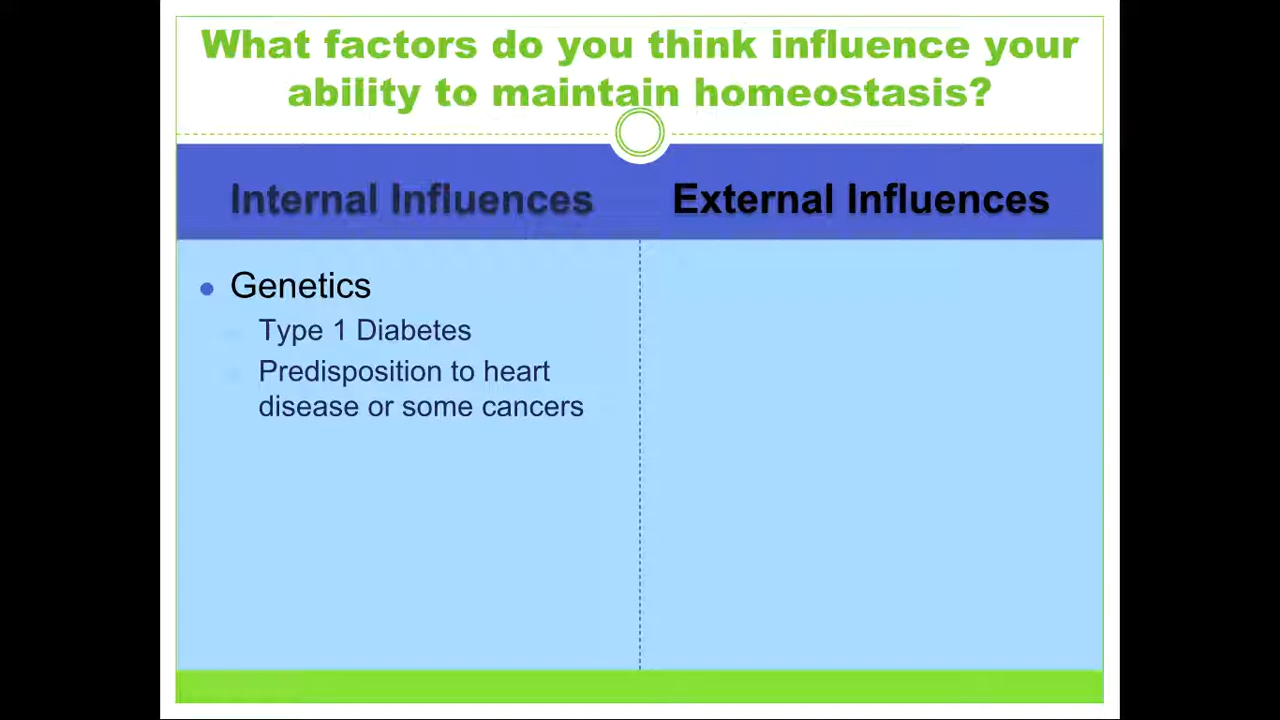 What factors do you think influence your
ability to maintain homeostasis?
Internal Influences
External Influences
Genetics
Type 1 Diabetes
Predisposition to heart
disease or some cancers